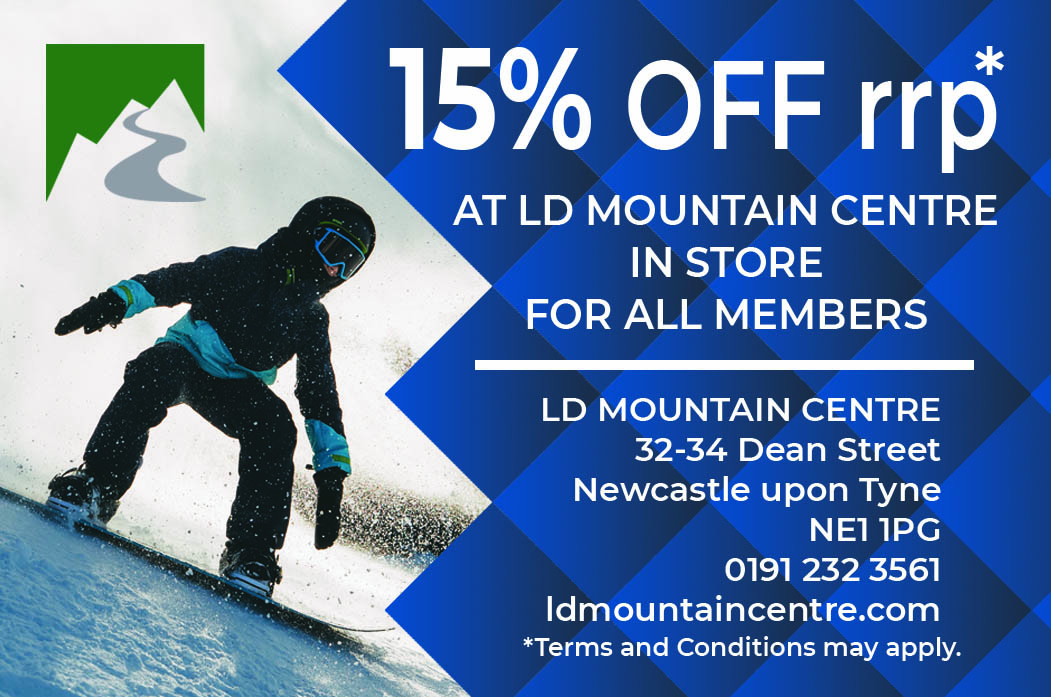 15% OFF rrp*
AT LD MOUNTAIN CENTRE
IN STORE
FOR ALL MEMBERS
LD MOUNTAIN CENTRE
32-34 Dean Street
Newcastle upon Tyne
NE1 1PG
0191 232 3561
ldmountaincentre.com
*Terms and Conditions may apply.